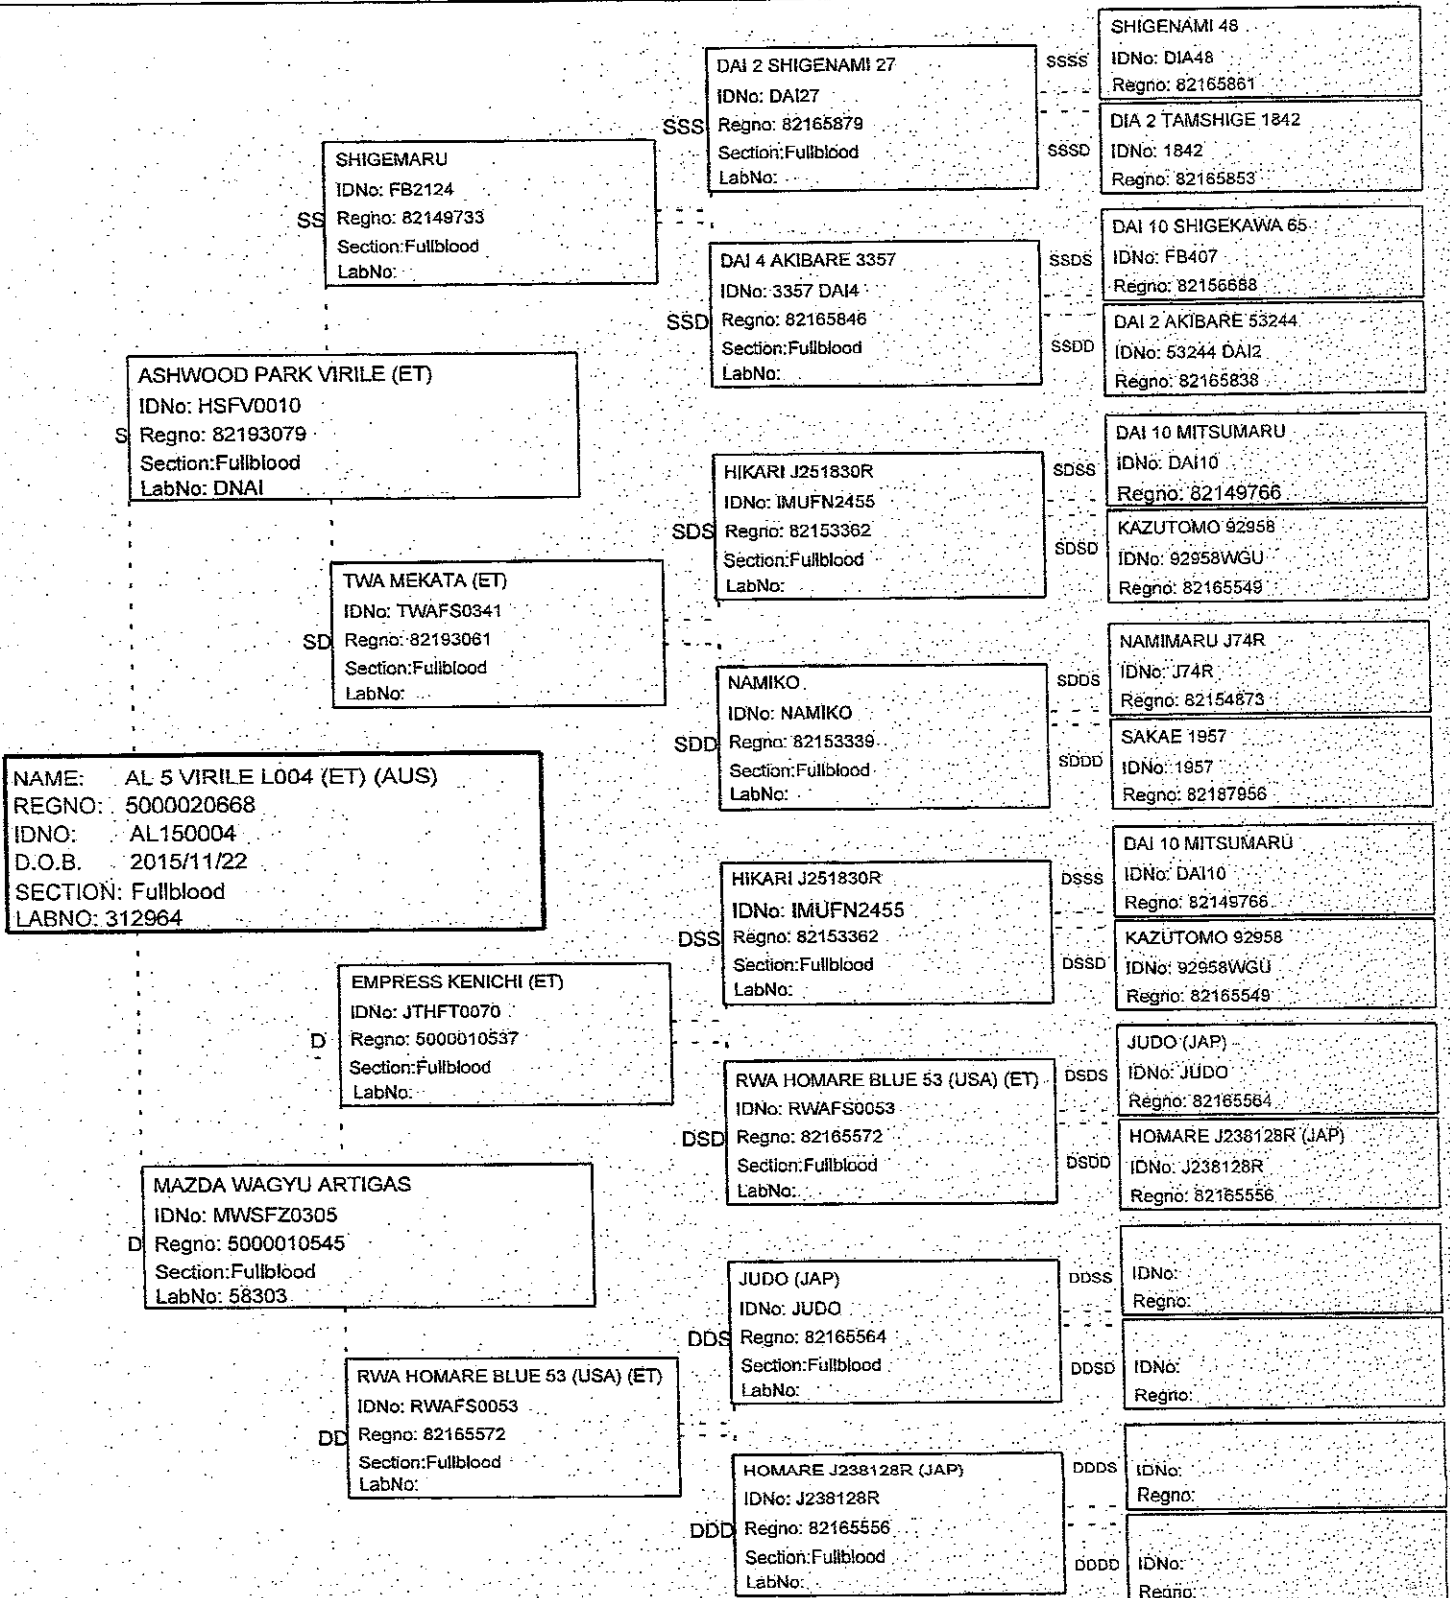 SHIGENAMI 48
SSSS
IDNo: DIA48
Regno: 82165861
DIA 2 TAMSHIGE 1842
SSSD
IDNo: 1842
Regno: 82165853
DAI 2 SHIGENAMI 27
IDNo: DAI27
SSS
Regno: 82165879
Section:Fullblood
LabNo:
SHIGEMARU
IDNo: FB2124
SS
Regno: 82149733
Section:Fullblood
LabNo:
DAI 10 SHIGEKAWA 65
SSDS
IDNo: FB407
Regno: 82156688
DAI 2 AKIBARE 53244
SSDD
IDNo: 53244 DAI2
Regno: 82165838
DAI 4 AKIBARE 3357
IDNo: 3357 DAI4
SSD
Regno: 82165846
Section:Fullblood
LabNo:
ASHWOOD PARK VIRILE (ET)
IDNo: HSFV0010
S
Regno: 82193079
Section:Fullblood
LabNo: DNAI
DAI 10 MITSUMARU
SDSS
IDNo: DAI10
Regno: 82149766
KAZUTOMO 92958
SDSD
IDNo: 92958WGU
Regno: 82165549
HIKARI J251830R
IDNo: IMUFN2455
SDS
Regno: 82153362
Section:Fullblood
LabNo:
TWA MEKATA (ET)
IDNo: TWAFS0341
SD
Regno: 82193061
Section:Fullblood
LabNo:
NAMIMARU J74R
SDDS
IDNo: J74R
Regno: 82154873
SAKAE 1957
SDDD
IDNo: 1957
Regno: 82187956
NAMIKO
IDNo: NAMIKO
SDD
Regno: 82153339
Section:Fullblood
LabNo:
NAME: AL 5 VIRILE L004 (ET) (AUS)
REGNO: 5000020668
IDNO: AL150004
D.O.B. 2015/11/22
SECTION: Fullblood
LABNO: 312964
DAI 10 MITSUMARU
DSSS
IDNo: DAI10
Regno: 82149766
KAZUTOMO 92958
DSSD
IDNo: 92958WGU
Regno: 82165549
HIKARI J251830R
IDNo: IMUFN2455
DSS
Regno: 82153362
Section:Fullblood
LabNo:
EMPRESS KENICHI (ET)
IDNo: JTHFT0070
D
Regno: 5000010537
Section:Fullblood
LabNo:
JUDO (JAP)
DSDS
IDNo: JUDO
Regno: 82165564
HOMARE J238128R (JAP)
DSDD
IDNo: J238128R
Regno: 82165556
RWA HOMARE BLUE 53 (USA) (ET)
IDNo: RWAFS0053
DSD
Regno: 82165572
Section:Fullblood
LabNo:
MAZDA WAGYU ARTIGAS
IDNo: MWSFZ0305
D
Regno: 5000010545
Section:Fullblood
LabNo: 58303
DDSS
IDNo:
Regno:
DDSD
IDNo:
Regno:
JUDO (JAP)
IDNo: JUDO
DDS
Regno: 82165564
Section:Fullblood
LabNo:
RWA HOMARE BLUE 53 (USA) (ET)
IDNo: RWAFS0053
DD
Regno: 82165572
Section:Fullblood
LabNo:
DDDS
IDNo:
Regno:
DDDD
IDNo:
Regno:
HOMARE J238128R (JAP)
IDNo: J238128R
DDD
Regno: 82165556
Section:Fullblood
LabNo: